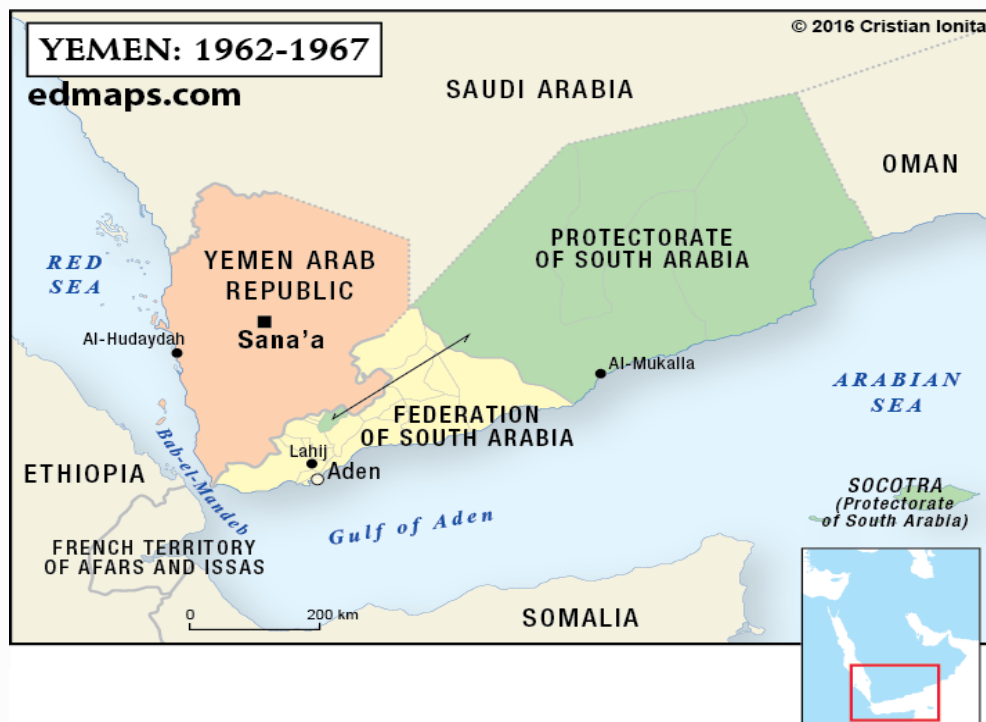 © 2016 Cristian Ionita
YEMEN: 1962-1967
edmaps.com
SAUDI ARABIA
OMAN
PROTECTORATE
OF SOUTH ARABIA
RED
SEA
YEMEN ARAB
REPUBLIC
Sana'a
Al-Hudaydah
Al-Mukalla
ARABIAN
SEA
FEDERATION
OF SOUTH ARABIA
Lahij
Aden
Bab-el-Mandeb
ETHIOPIA
SOCOTRA
(Protectorate
of South Arabia)
Gulf of Aden
FRENCH TERRITORY
OF AFARS AND ISSAS
0 200 km
SOMALIA